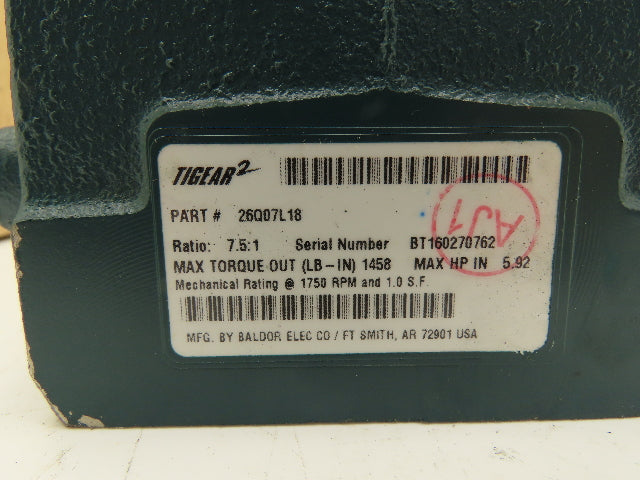 TIGEAR2
PART # 26Q07L18
AJ1
Ratio: 7.5:1 Serial Number BT160270762
MAX TORQUE OUT (LB-IN) 1458 MAX HP IN 5.92
Mechanical Rating @ 1750 RPM and 1.0 S.F.
MFG. BY BALDOR ELEC CO / FT SMITH, AR 72901 USA